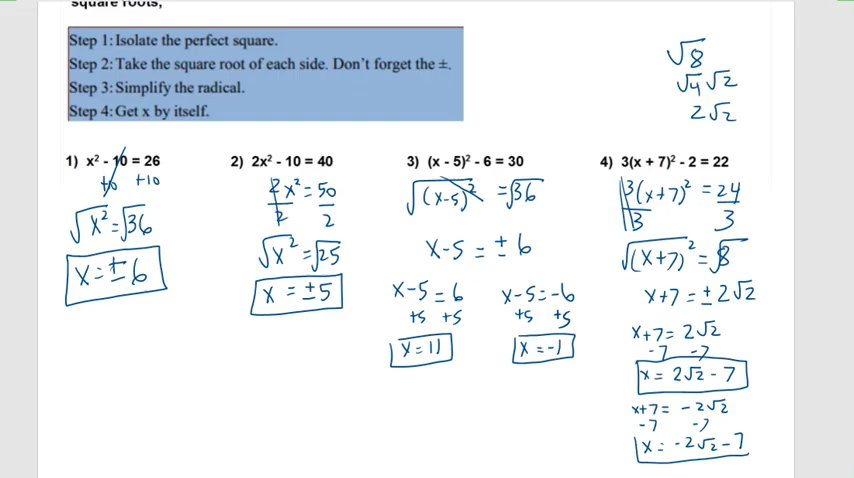 square roots,
Step 1: Isolate the perfect square.
Step 2: Take the square root of each side. Don't forget the ±.
Step 3: Simplify the radical.
Step 4: Get x by itself.
√8
√4 √2
2√2
1) x² - 10 = 26
+10 +10
√x² = √36
x = ± 6
2) 2x² - 10 = 40
2x² = 50
2 2
√x² = √25
x = ±5
3) (x - 5)² - 6 = 30
√(x-5)² = √36
x-5 = ± 6
x-5 = 6
+5 +5
x = 11
x-5 = -6
+5 +5
x = -1
4) 3(x + 7)² - 2 = 22
3(x+7)² = 24
3 3
√(x+7)² = √8
x+7 = ± 2√2
x+7 = 2√2
-7 -7
x = 2√2 - 7
x+7 = -2√2
-7 -7
x = -2√2 - 7